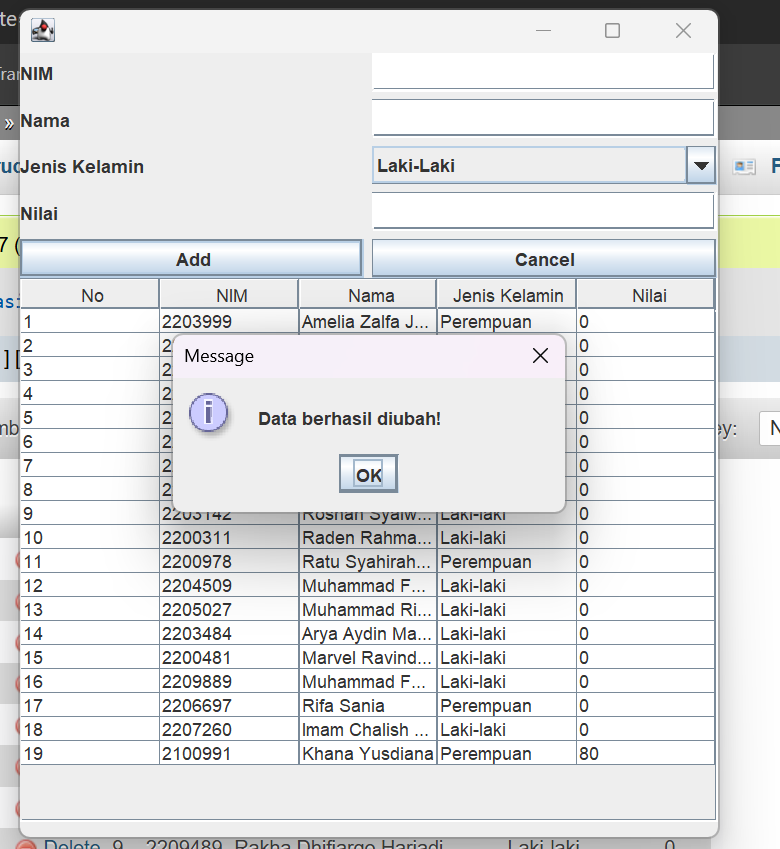 te
Tra
NIM
»
Nama
Jenis Kelamin
Laki-Laki
F
Nilai
7 (
Add
Cancel
No NIM Nama Jenis Kelamin Nilai
1 2203999 Amelia Zalfa J... Perempuan 0
2 2 0
3 2 0
4 2 0
5 2 0
6 2 0
7 2 0
8 2 0
Message
Data berhasil diubah!
OK
ey:
N
9 2203142 Roshan Syalw... Laki-laki 0
10 2200311 Raden Rahma... Laki-laki 0
11 2200978 Ratu Syahirah... Perempuan 0
12 2204509 Muhammad F... Laki-laki 0
13 2205027 Muhammad Ri... Laki-laki 0
14 2203484 Arya Aydin Ma... Laki-laki 0
15 2200481 Marvel Ravind... Laki-laki 0
16 2209889 Muhammad F... Laki-laki 0
17 2206697 Rifa Sania Perempuan 0
18 2207260 Imam Chalish ... Laki-laki 0
19 2100991 Khana Yusdiana Perempuan 80
Delete 9 2209489 Rakha Dhifiargo Hariadi Laki-laki 0